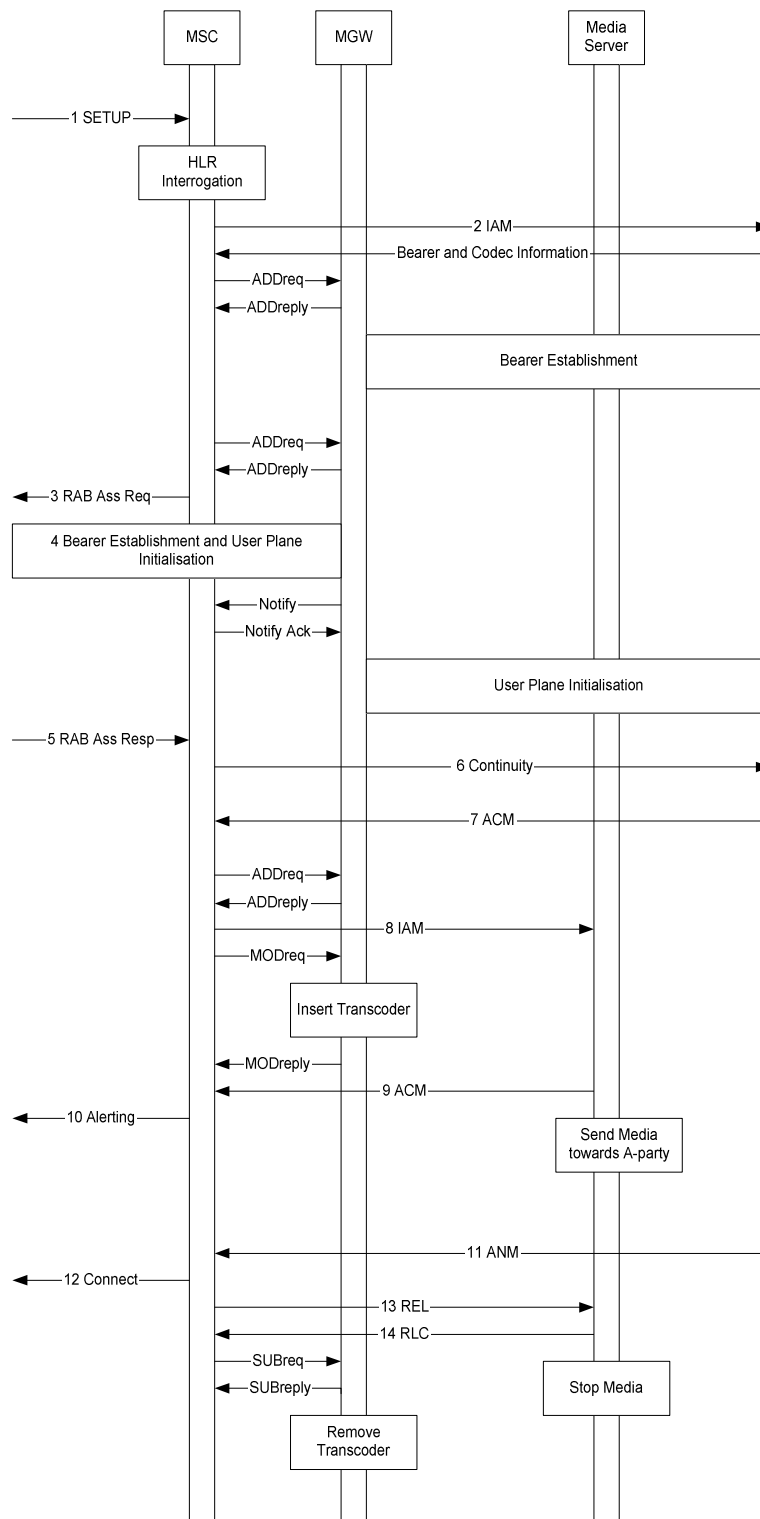 MSC
MGW
Media
Server
1 SETUP
HLR
Interrogation
2 IAM
Bearer and Codec Information
ADDreq
ADDreply
Bearer Establishment
ADDreq
ADDreply
3 RAB Ass Req
4 Bearer Establishment and User Plane
Initialisation
Notify
Notify Ack
User Plane Initialisation
5 RAB Ass Resp
6 Continuity
7 ACM
ADDreq
ADDreply
8 IAM
MODreq
Insert Transcoder
MODreply
9 ACM
10 Alerting
Send Media
towards A-party
11 ANM
12 Connect
13 REL
14 RLC
SUBreq
SUBreply
Stop Media
Remove
Transcoder